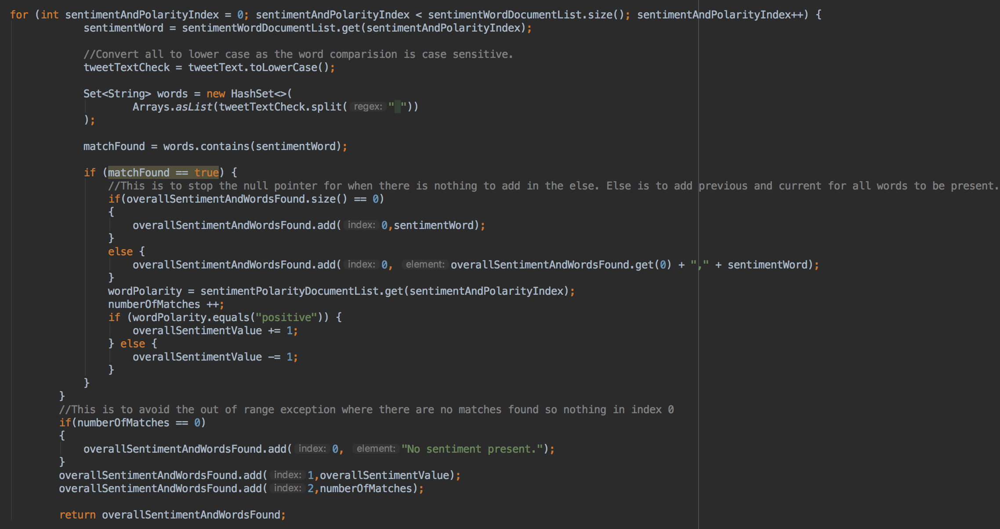 for (int sentimentAndPolarityIndex = 0; sentimentAndPolarityIndex < sentimentWordDocumentList.size(); sentimentAndPolarityIndex++) {
sentimentWord = sentimentWordDocumentList.get(sentimentAndPolarityIndex);
//Convert all to lower case as the word comparision is case sensitive.
tweetTextCheck = tweetText.toLowerCase();
Set<String> words = new HashSet<>(
Arrays.asList(tweetTextCheck.split( regex: " "))
);
matchFound = words.contains(sentimentWord);
if (matchFound == true) {
//This is to stop the null pointer for when there is nothing to add in the else. Else is to add previous and current for all words to be present.
if(overallSentimentAndWordsFound.size() == 0)
{
overallSentimentAndWordsFound.add( index: 0,sentimentWord);
}
else {
overallSentimentAndWordsFound.add( index: 0, element: overallSentimentAndWordsFound.get(0) + "," + sentimentWord);
}
wordPolarity = sentimentPolarityDocumentList.get(sentimentAndPolarityIndex);
numberOfMatches ++;
if (wordPolarity.equals("positive")) {
overallSentimentValue += 1;
} else {
overallSentimentValue -= 1;
}
}
}
//This is to avoid the out of range exception where there are no matches found so nothing in index 0
if(numberOfMatches == 0)
{
overallSentimentAndWordsFound.add( index: 0, element: "No sentiment present.");
}
overallSentimentAndWordsFound.add( index: 1,overallSentimentValue);
overallSentimentAndWordsFound.add( index: 2,numberOfMatches);
return overallSentimentAndWordsFound;